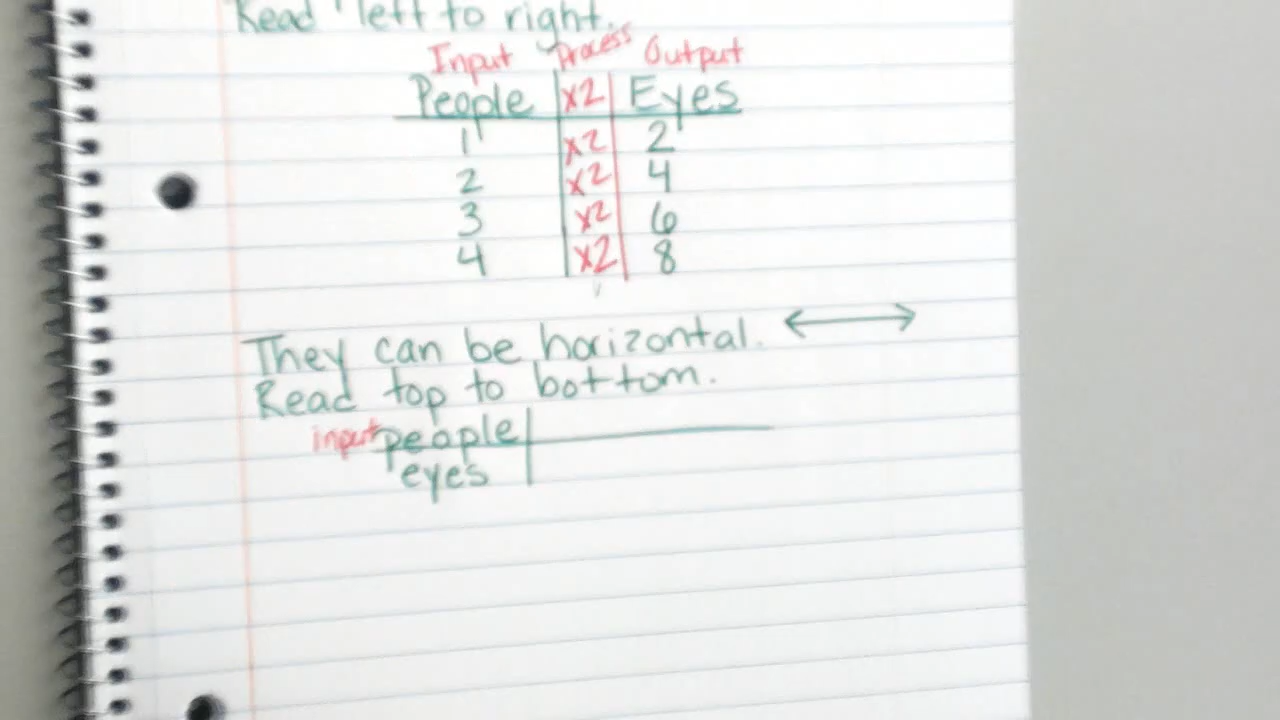 Read left to right.
Input Process Output
People x2 Eyes
1 x2 2
2 x2 4
3 x2 6
4 x2 8
They can be horizontal.
Read top to bottom.
input people
eyes